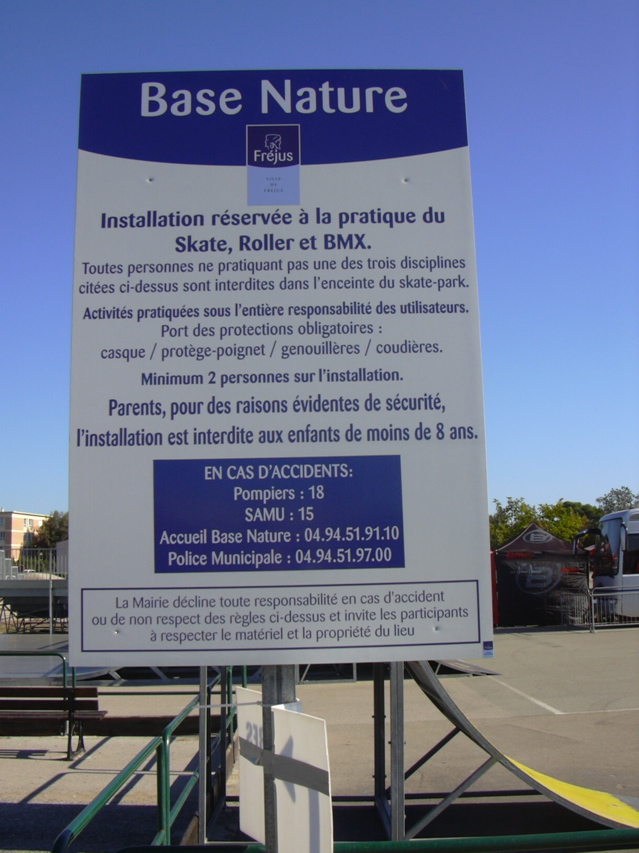 Base Nature
Fréjus
VILLE
DE
FRÉJUS
Installation réservée à la pratique du
Skate, Roller et BMX.
Toutes personnes ne pratiquant pas une des trois disciplines
citées ci-dessus sont interdites dans l'enceinte du skate-park.
Activités pratiquées sous l'entière responsabilité des utilisateurs.
Port des protections obligatoires :
casque / protège-poignet / genouillères / coudières.
Minimum 2 personnes sur l'installation.
Parents, pour des raisons évidentes de sécurité,
l'installation est interdite aux enfants de moins de 8 ans.
EN CAS D'ACCIDENTS:
Pompiers : 18
SAMU : 15
Accueil Base Nature : 04.94.51.91.10
Police Municipale : 04.94.51.97.00
La Mairie décline toute responsabilité en cas d'accident
ou de non respect des règles ci-dessus et invite les participants
à respecter le matériel et la propriété du lieu